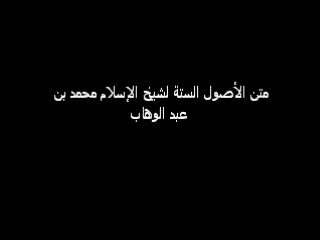 متن الأصول الستة لشيخ الإسلام محمد بن
عبد الوهاب